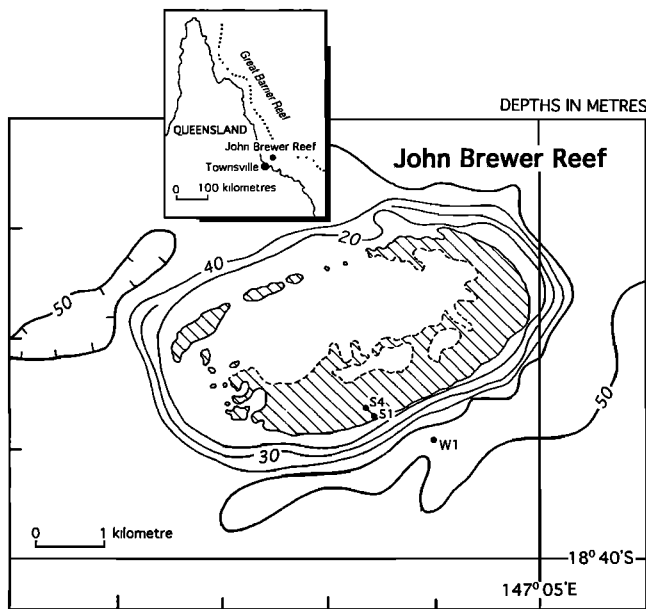 Great Barrier Reef
QUEENSLAND
John Brewer Reef
Townsville
0 100 kilometres
DEPTHS IN METRES
John Brewer Reef
40
20
50
50
S4
S1
W1
30
0 1 kilometre
18° 40'S
147° 05'E